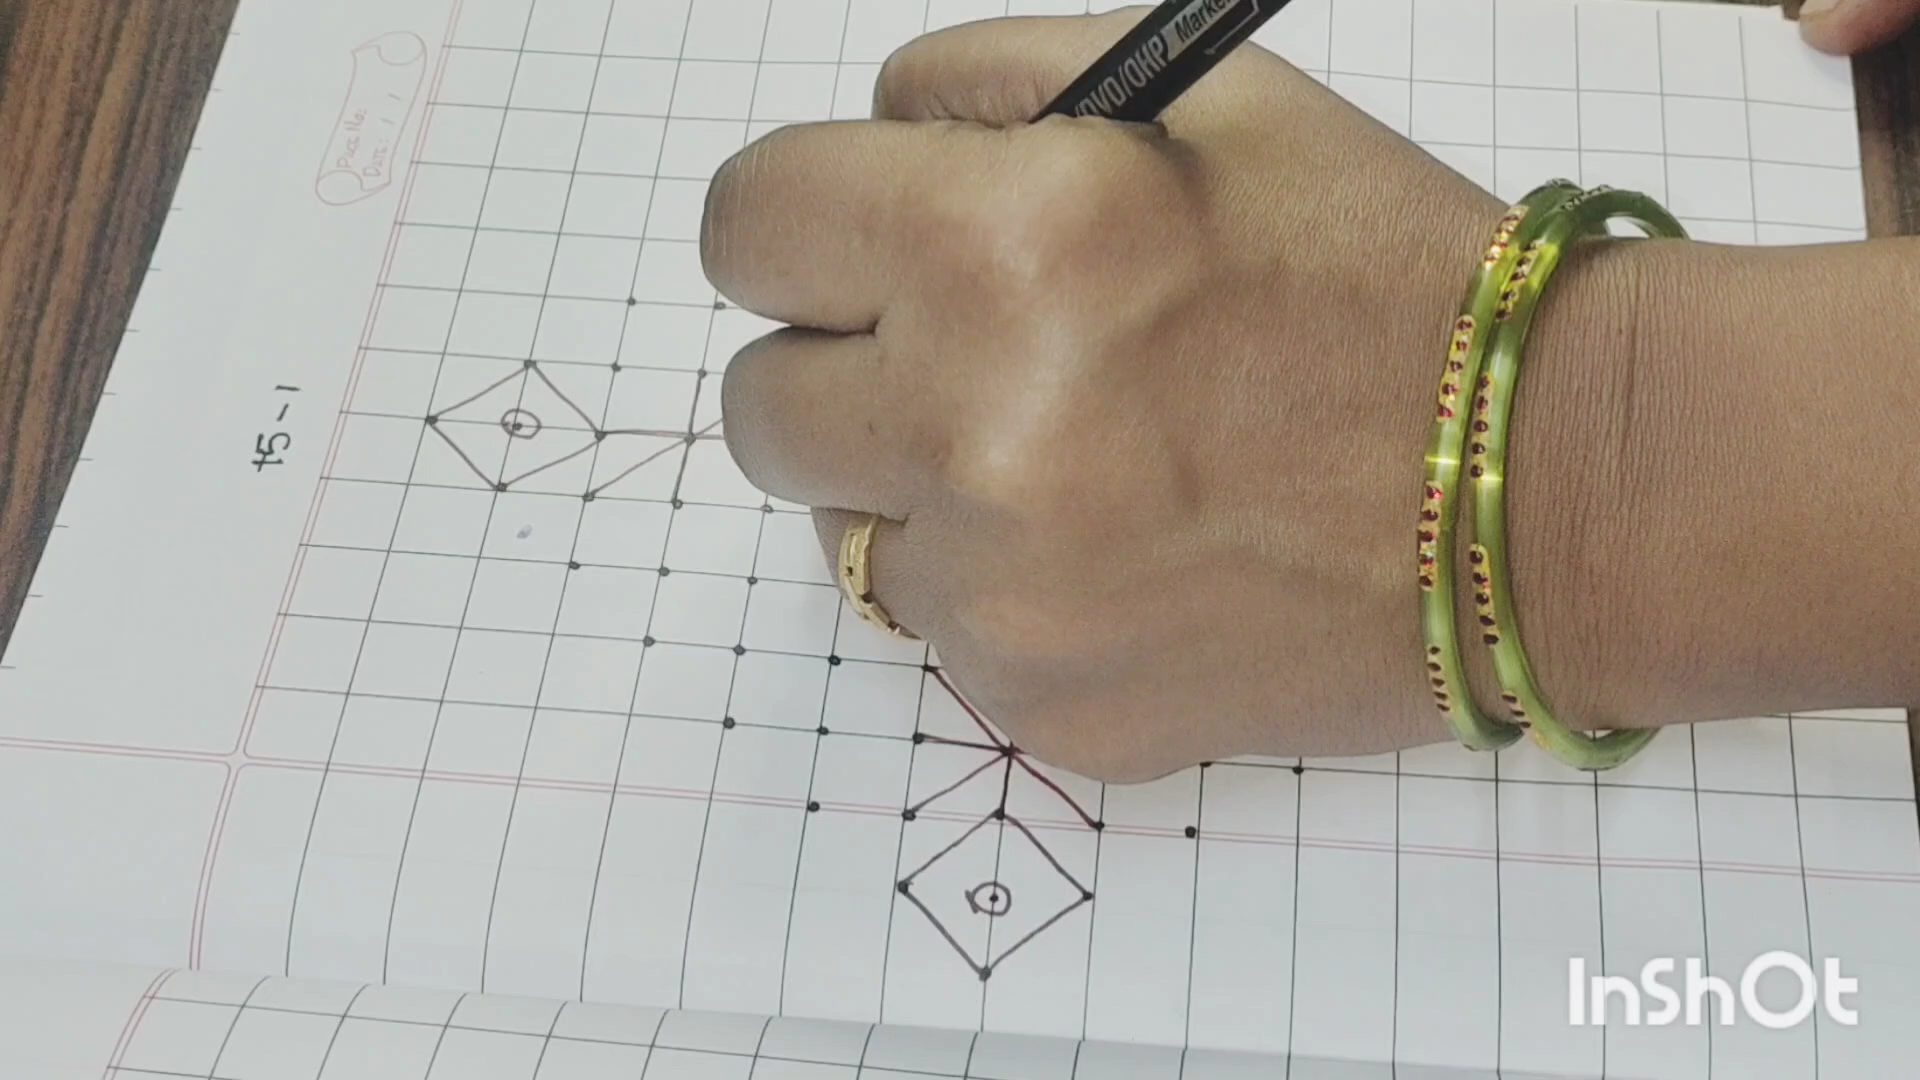 /DVD/OHP Marker
PAGE No:
DATE: / /
15-1
InShOt